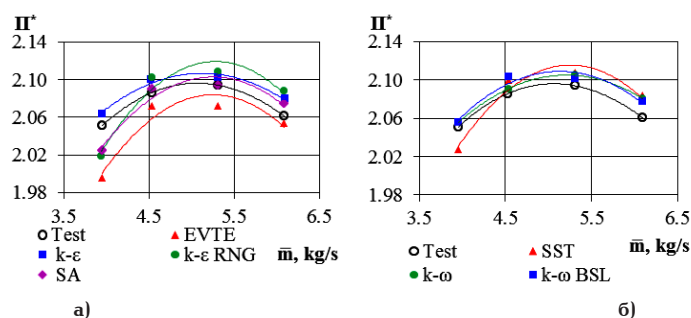 П*
2.14
2.10
2.06
2.02
1.98
3.5 4.5 5.5 6.5
m̅, kg/s
Test EVTE
k-ε k-ε RNG
SA
а)
П*
2.14
2.10
2.06
2.02
1.98
3.5 4.5 5.5 6.5
m̅, kg/s
Test SST
k-ω k-ω BSL
б)